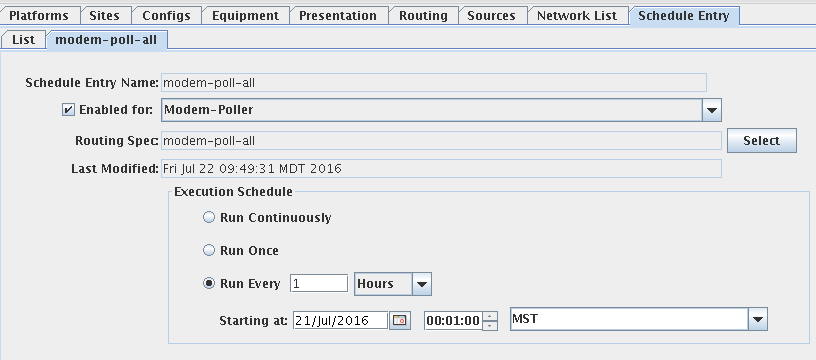 Platforms Sites Configs Equipment Presentation Routing Sources Network List Schedule Entry
List modem-poll-all
Schedule Entry Name: modem-poll-all
Enabled for: Modem-Poller
Routing Spec: modem-poll-all Select
Last Modified: Fri Jul 22 09:49:31 MDT 2016
Execution Schedule
Run Continuously
Run Once
Run Every 1 Hours
Starting at: 21/Jul/2016 00:01:00 MST